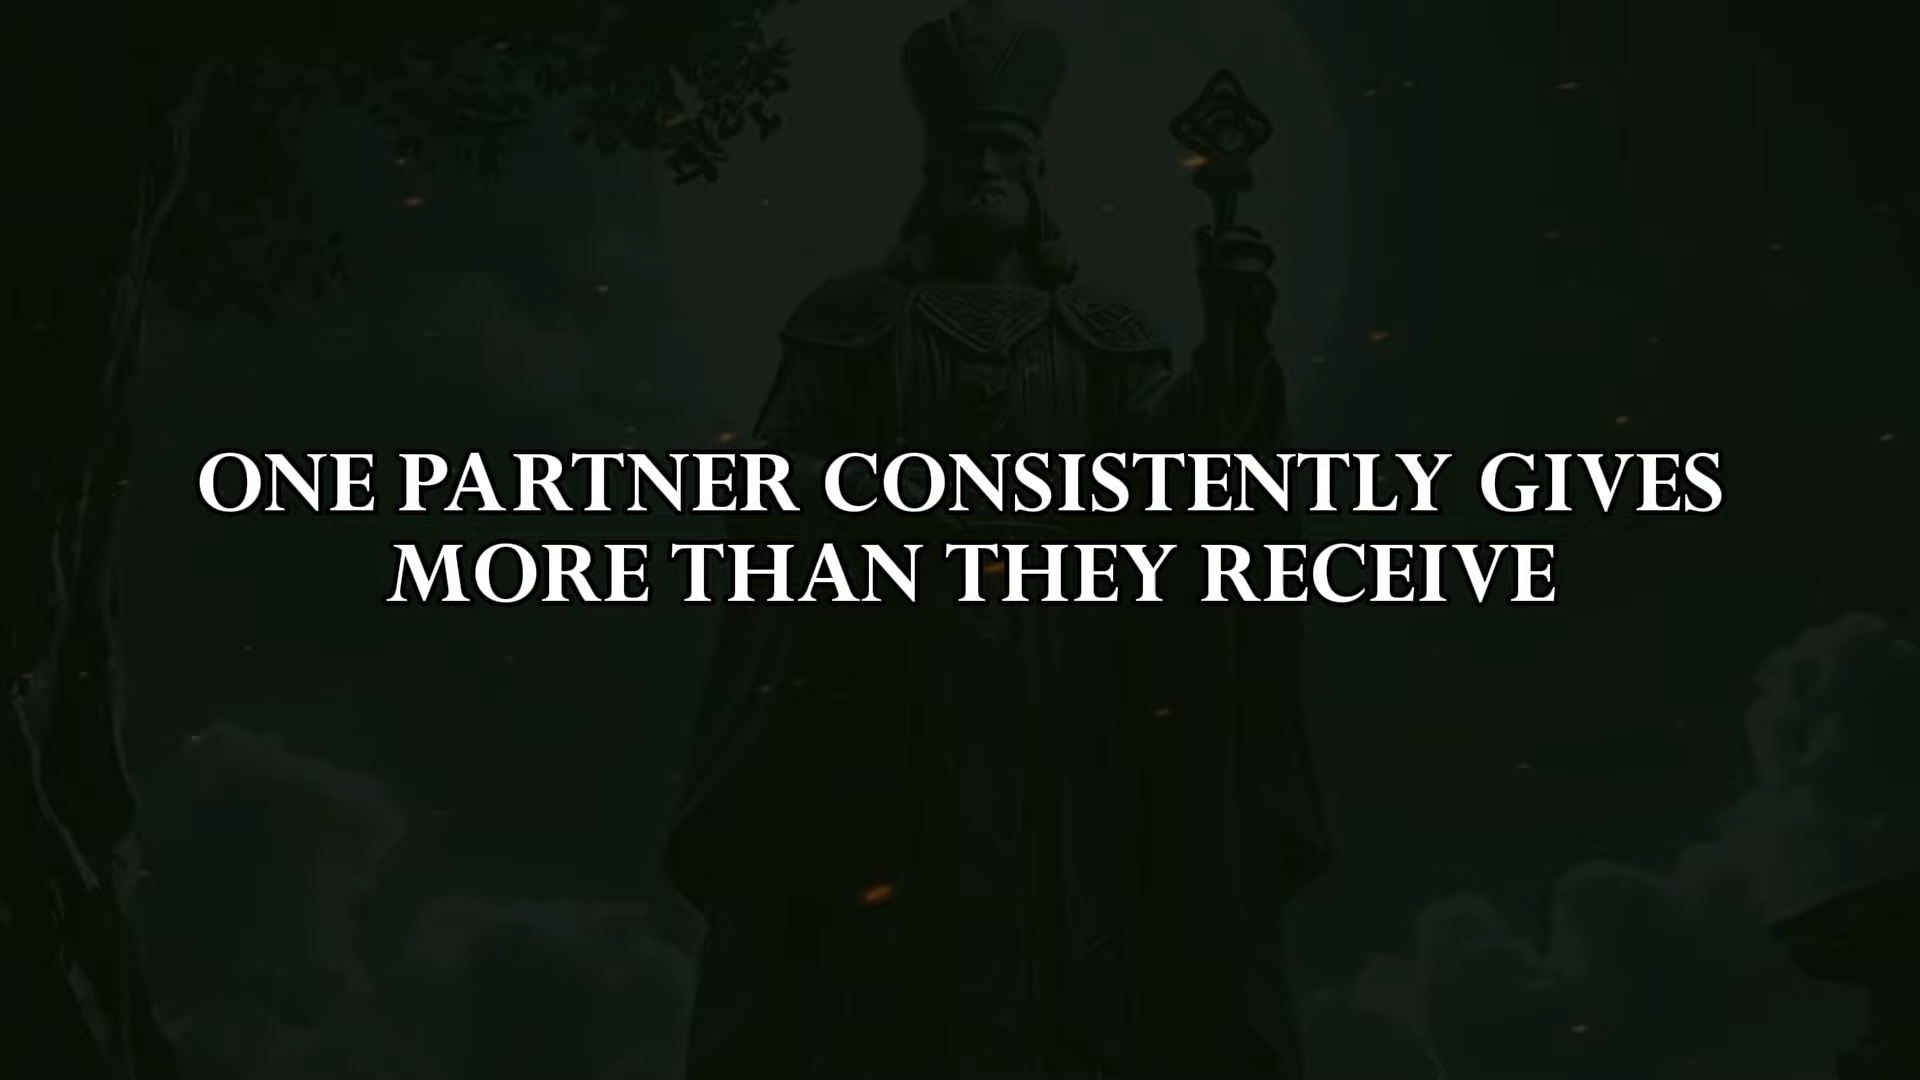 ONE PARTNER CONSISTENTLY GIVES
MORE THAN THEY RECEIVE